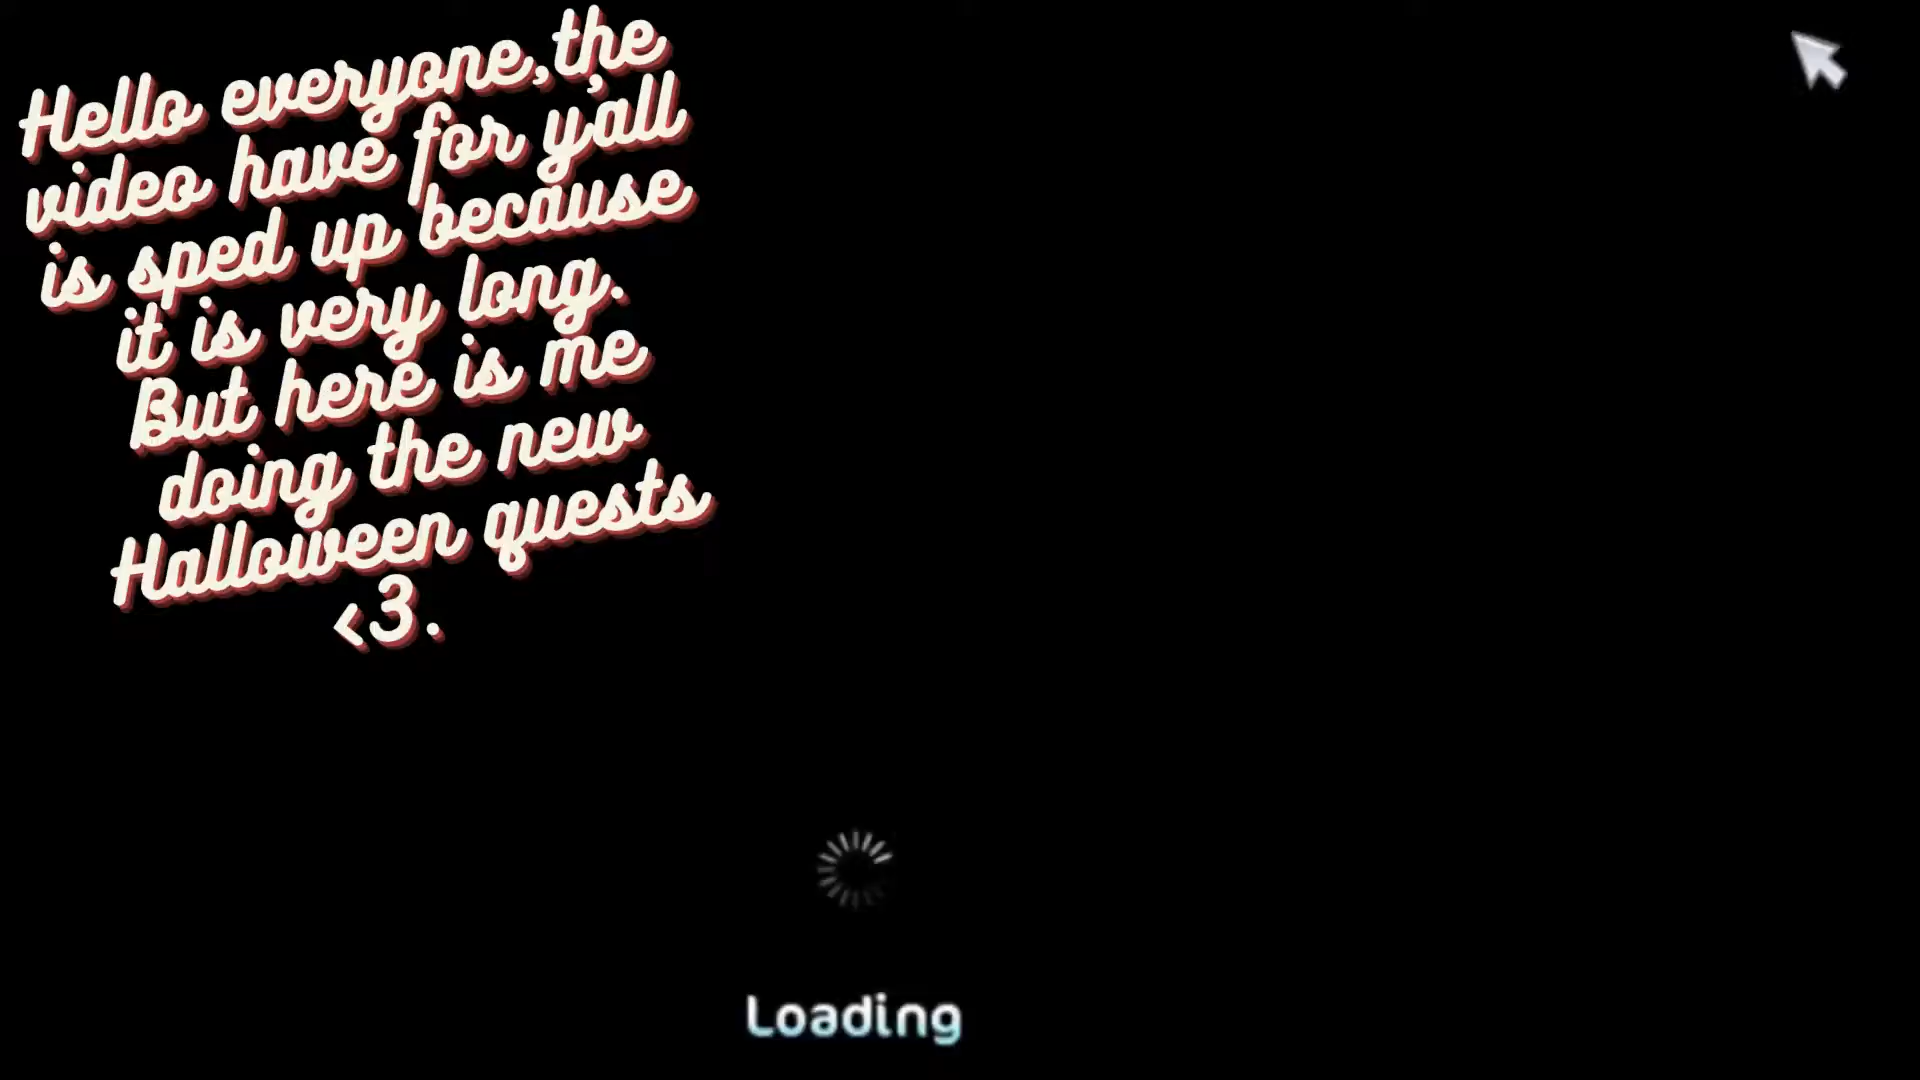 Hello everyone, the
video have for y'all
is sped up because
it is very long.
But here is me
doing the new
Halloween quests
<3.
Loading